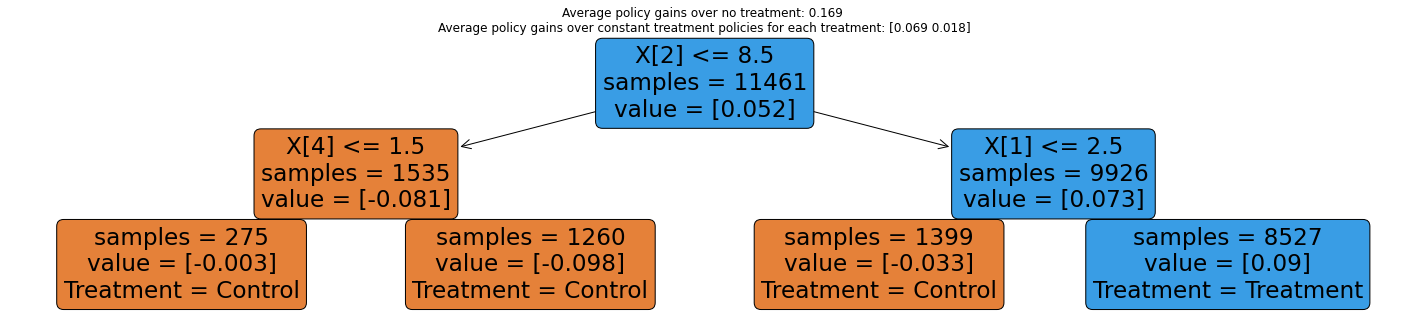 Average policy gains over no treatment: 0.169
Average policy gains over constant treatment policies for each treatment: [0.069 0.018]
X[2] <= 8.5
samples = 11461
value = [0.052]
X[4] <= 1.5
samples = 1535
value = [-0.081]
X[1] <= 2.5
samples = 9926
value = [0.073]
samples = 275
value = [-0.003]
Treatment = Control
samples = 1260
value = [-0.098]
Treatment = Control
samples = 1399
value = [-0.033]
Treatment = Control
samples = 8527
value = [0.09]
Treatment = Treatment